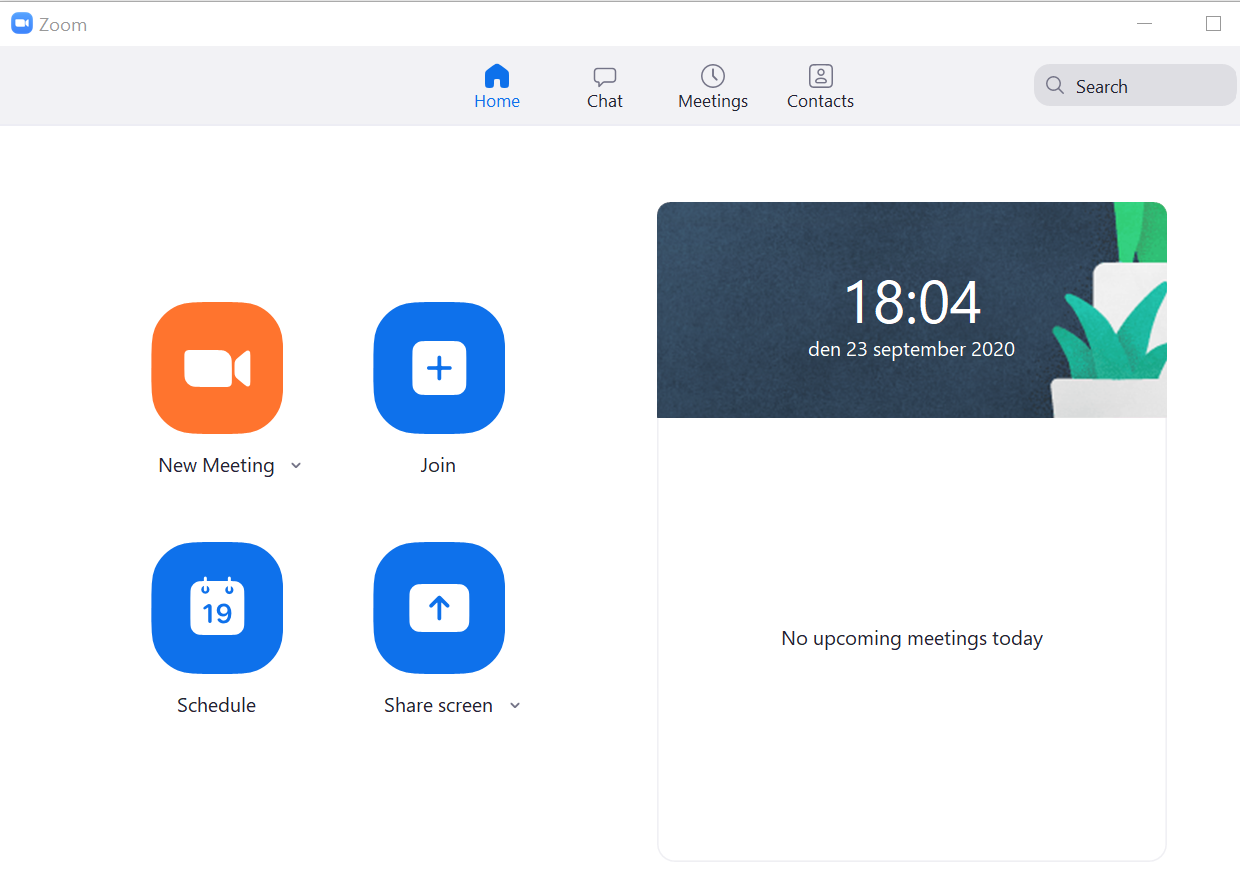 Zoom
Home
Chat
Meetings
Contacts
Search
18:04
den 23 september 2020
New Meeting
Join
19
Schedule
Share screen
No upcoming meetings today